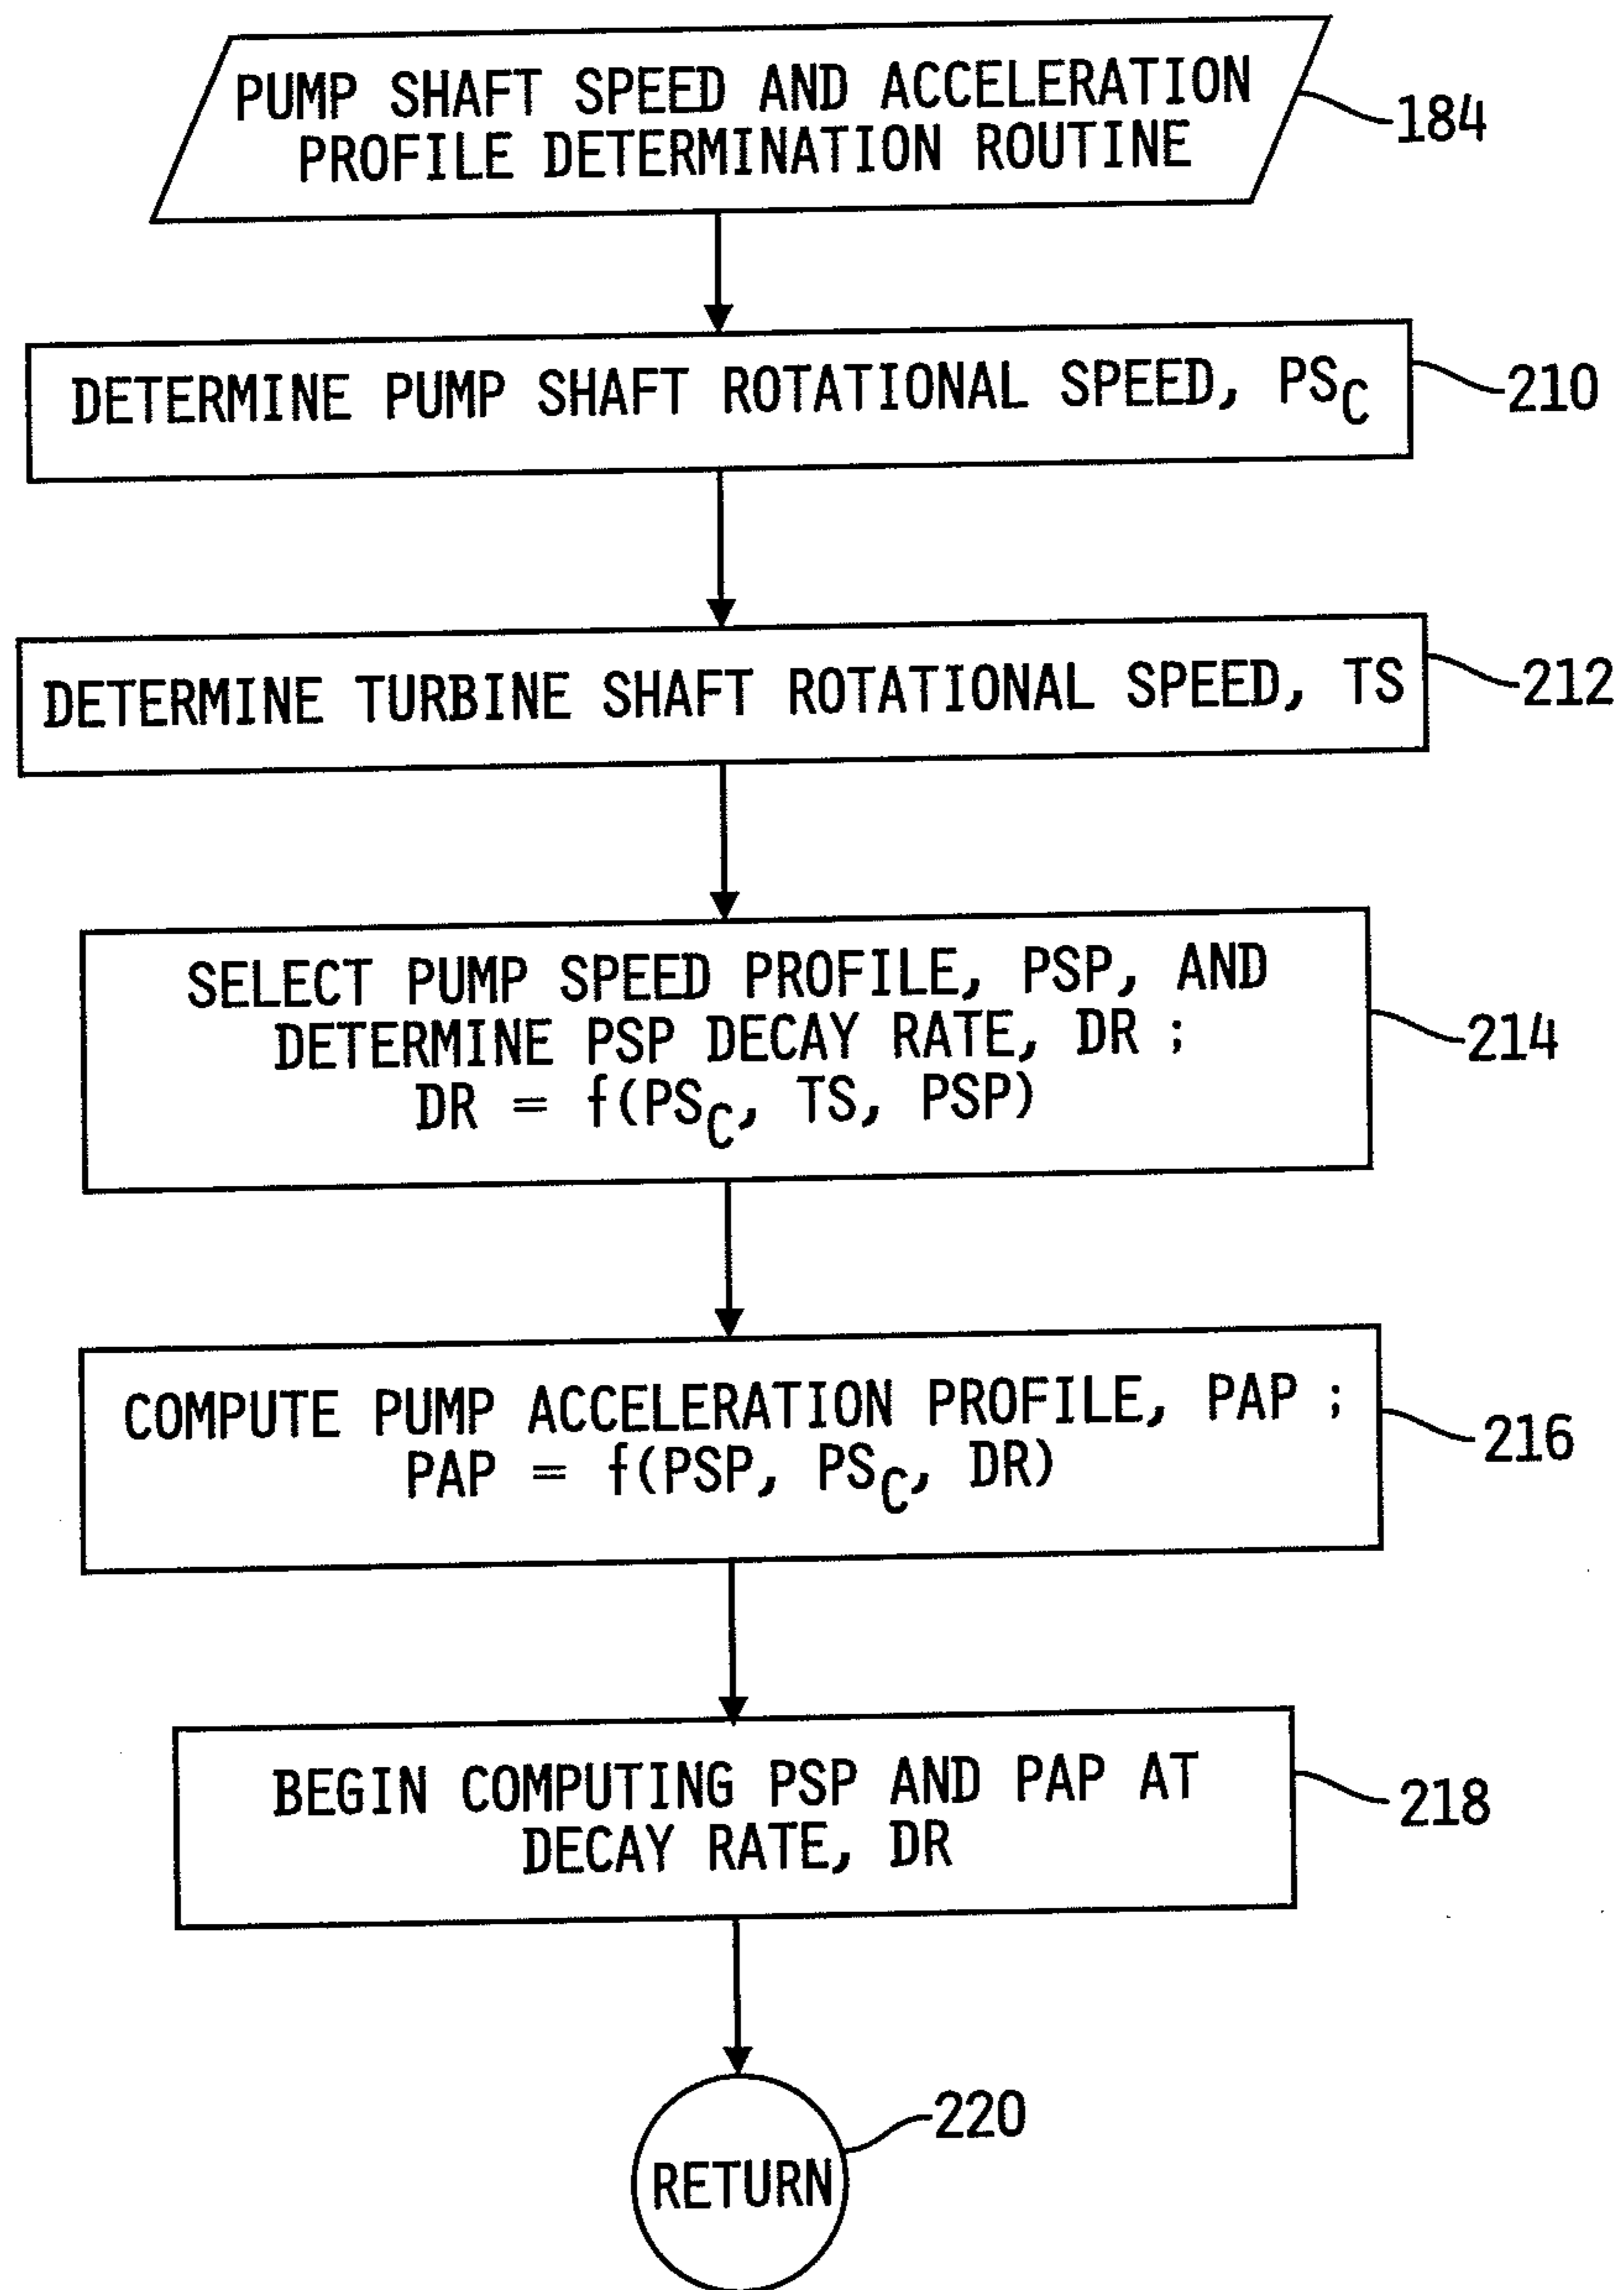 PUMP SHAFT SPEED AND ACCELERATION
PROFILE DETERMINATION ROUTINE
184
DETERMINE PUMP SHAFT ROTATIONAL SPEED, PSC
210
DETERMINE TURBINE SHAFT ROTATIONAL SPEED, TS
212
SELECT PUMP SPEED PROFILE, PSP, AND
DETERMINE PSP DECAY RATE, DR ;
DR = f(PSC, TS, PSP)
214
COMPUTE PUMP ACCELERATION PROFILE, PAP ;
PAP = f(PSP, PSC, DR)
216
BEGIN COMPUTING PSP AND PAP AT
DECAY RATE, DR
218
220
RETURN